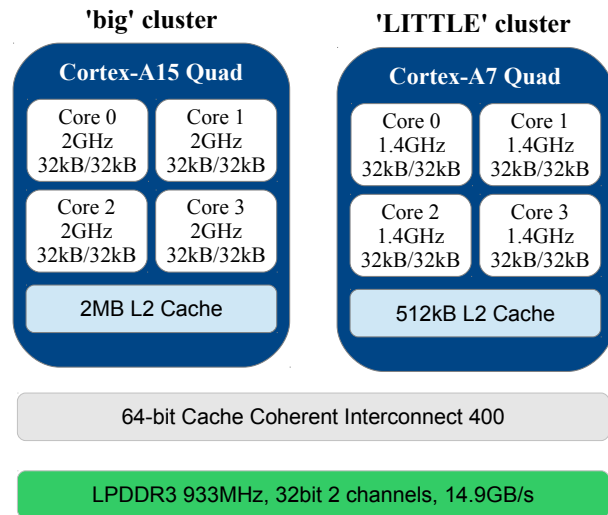 'big' cluster
Cortex-A15 Quad
Core 0
2GHz
32kB/32kB
Core 1
2GHz
32kB/32kB
Core 2
2GHz
32kB/32kB
Core 3
2GHz
32kB/32kB
2MB L2 Cache
'LITTLE' cluster
Cortex-A7 Quad
Core 0
1.4GHz
32kB/32kB
Core 1
1.4GHz
32kB/32kB
Core 2
1.4GHz
32kB/32kB
Core 3
1.4GHz
32kB/32kB
512kB L2 Cache
64-bit Cache Coherent Interconnect 400
LPDDR3 933MHz, 32bit 2 channels, 14.9GB/s